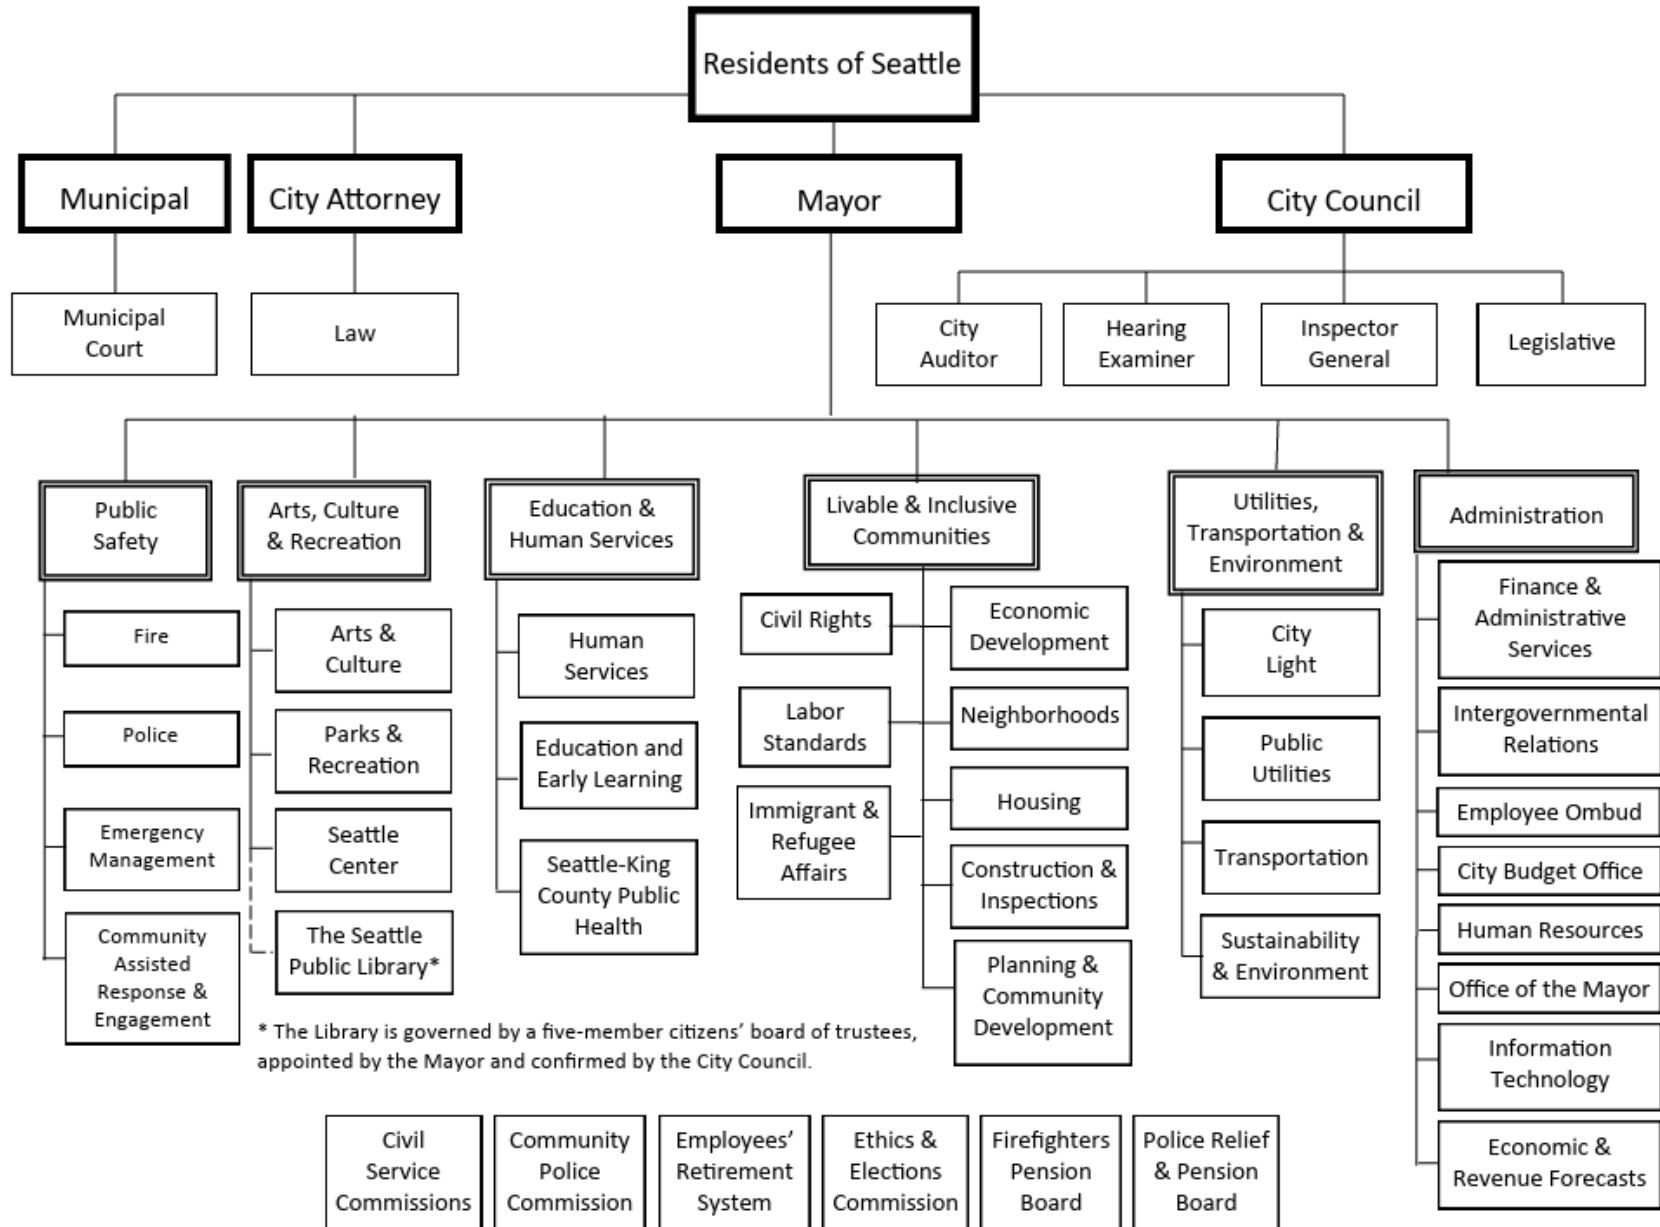 Residents of Seattle
Municipal
City Attorney
Mayor
City Council
Municipal
Court
Law
City
Auditor
Hearing
Examiner
Inspector
General
Legislative
Public
Safety
Arts, Culture
& Recreation
Education &
Human Services
Livable & Inclusive
Communities
Utilities,
Transportation &
Environment
Administration
Fire
Police
Emergency
Management
Community
Assisted
Response &
Engagement
Arts &
Culture
Parks &
Recreation
Seattle
Center
The Seattle
Public Library*
Human
Services
Education and
Early Learning
Seattle-King
County Public
Health
Civil Rights
Labor
Standards
Immigrant &
Refugee
Affairs
Economic
Development
Neighborhoods
Housing
Construction &
Inspections
Planning &
Community
Development
City
Light
Public
Utilities
Transportation
Sustainability
& Environment
Finance &
Administrative
Services
Intergovernmental
Relations
Employee Ombud
City Budget Office
Human Resources
Office of the Mayor
Information
Technology
Economic &
Revenue Forecasts
* The Library is governed by a five-member citizens’ board of trustees,
appointed by the Mayor and confirmed by the City Council.
Civil
Service
Commissions
Community
Police
Commission
Employees’
Retirement
System
Ethics &
Elections
Commission
Firefighters
Pension
Board
Police Relief
& Pension
Board